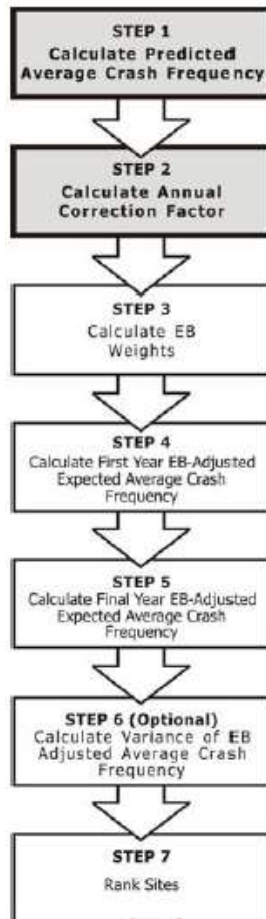 STEP 1
Calculate Predicted
Average Crash Frequency
STEP 2
Calculate Annual
Correction Factor
STEP 3
Calculate EB
Weights
STEP 4
Calculate First Year EB-Adjusted
Expected Average Crash
Frequency
STEP 5
Calculate Final Year EB-Adjusted
Expected Average Crash
Frequency
STEP 6 (Optional)
Calculate Variance of EB
Adjusted Average Crash
Frequency
STEP 7
Rank Sites